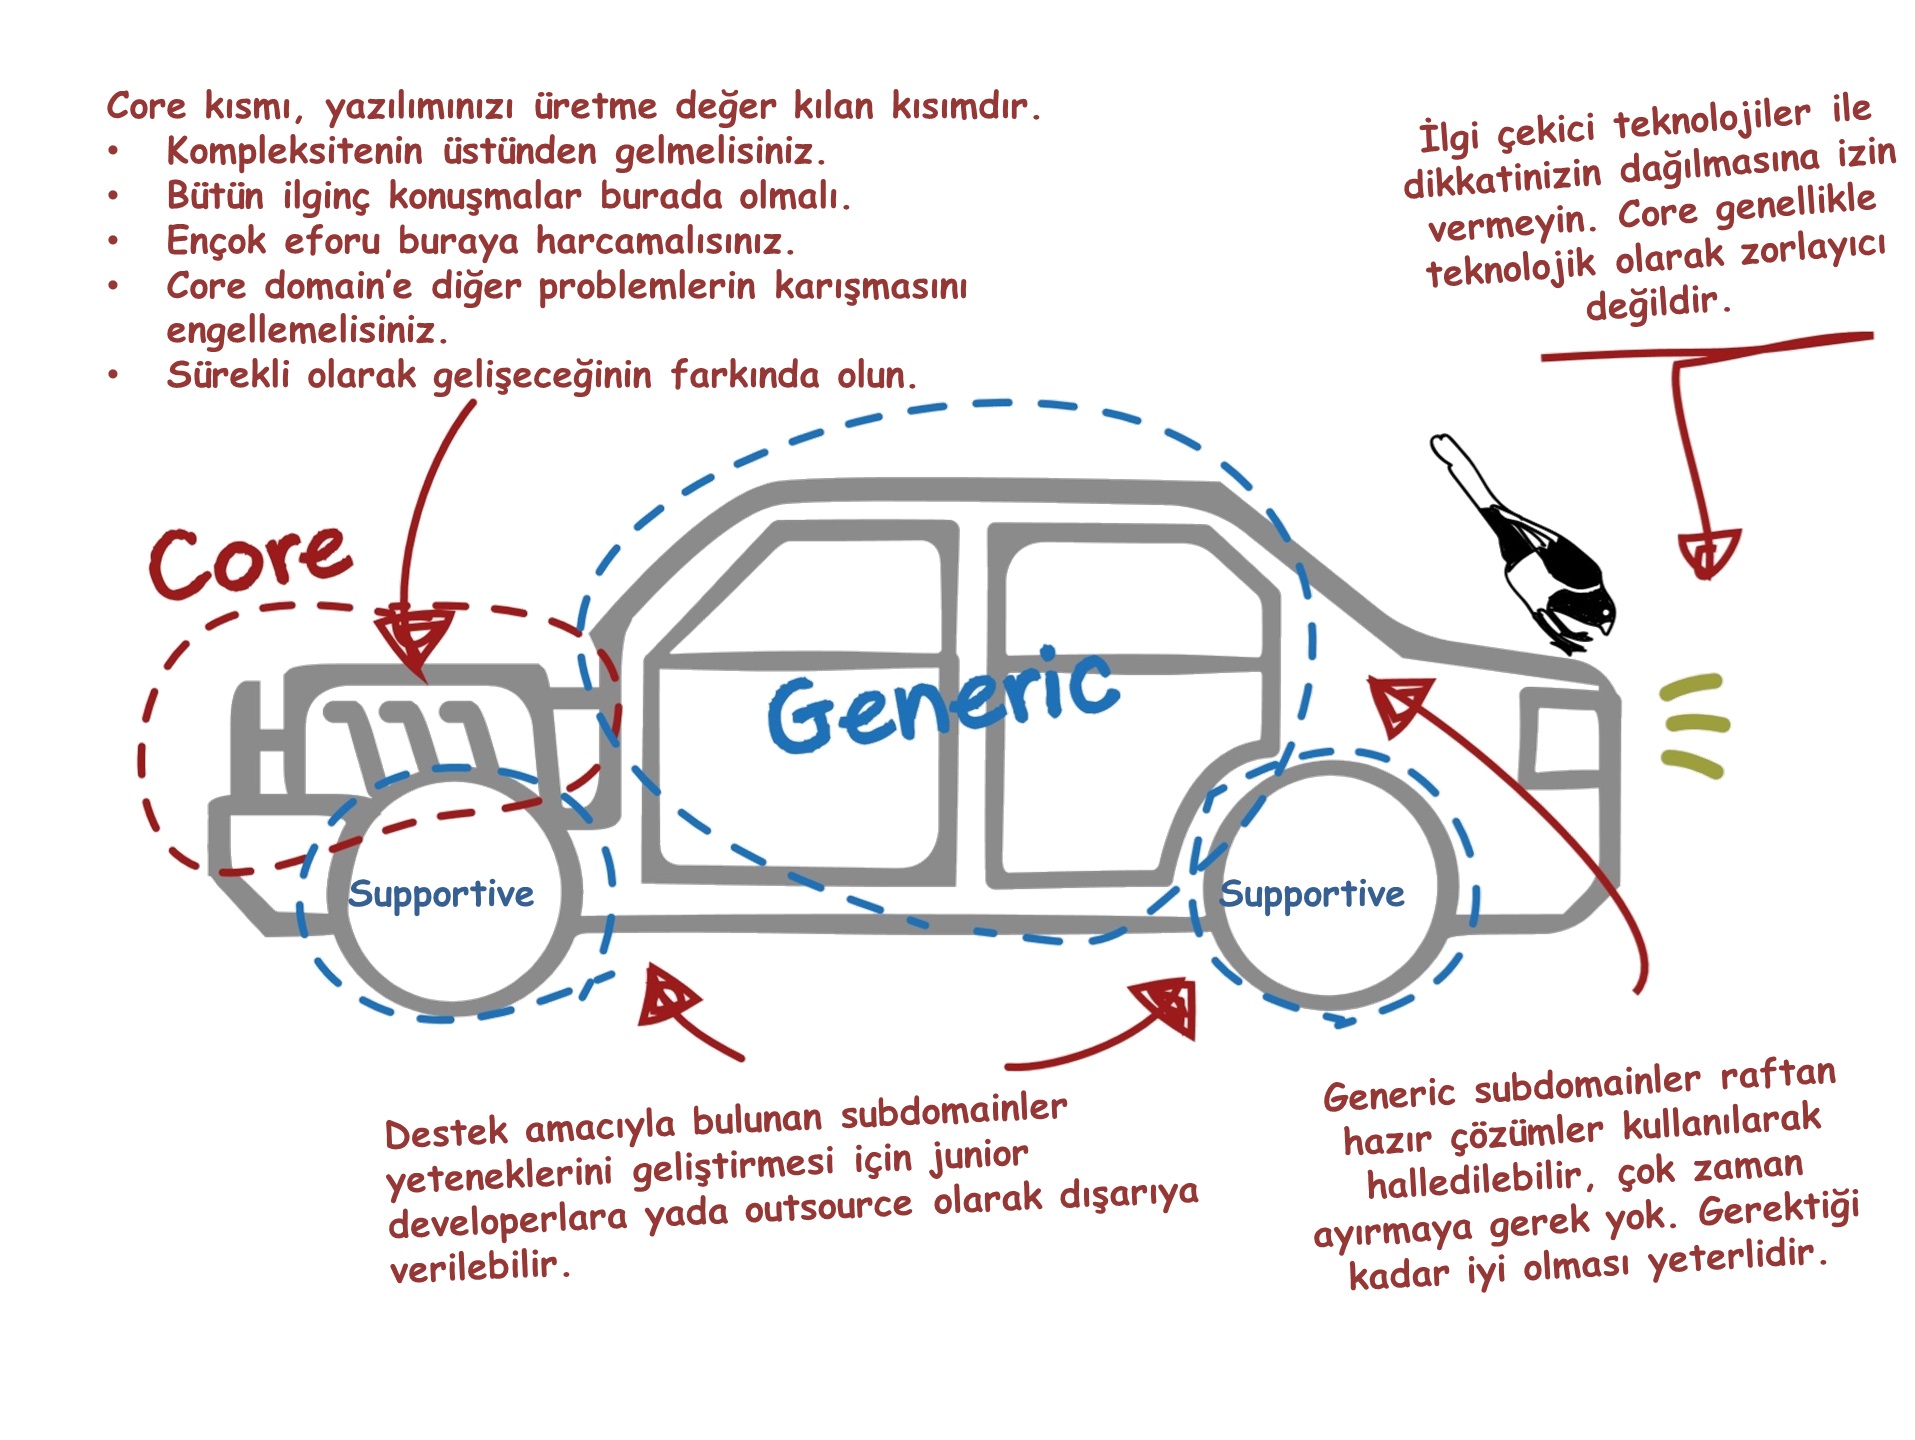 Core kısmı, yazılımınızı üretme değer kılan kısımdır.
• Kompleksitenin üstünden gelmelisiniz.
• Bütün ilginç konuşmalar burada olmalı.
• Ençok eforu buraya harcamalısınız.
• Core domain'e diğer problemlerin karışmasını
engellemelisiniz.
• Sürekli olarak gelişeceğinin farkında olun.
İlgi çekici teknolojiler ile
dikkatinizin dağılmasına izin
vermeyin. Core genellikle
teknolojik olarak zorlayıcı
değildir.
Core
Generic
Supportive
Supportive
Destek amacıyla bulunan subdomainler
yeteneklerini geliştirmesi için junior
developerlara yada outsource olarak dışarıya
verilebilir.
Generic subdomainler raftan
hazır çözümler kullanılarak
halledilebilir, çok zaman
ayırmaya gerek yok. Gerektiği
kadar iyi olması yeterlidir.